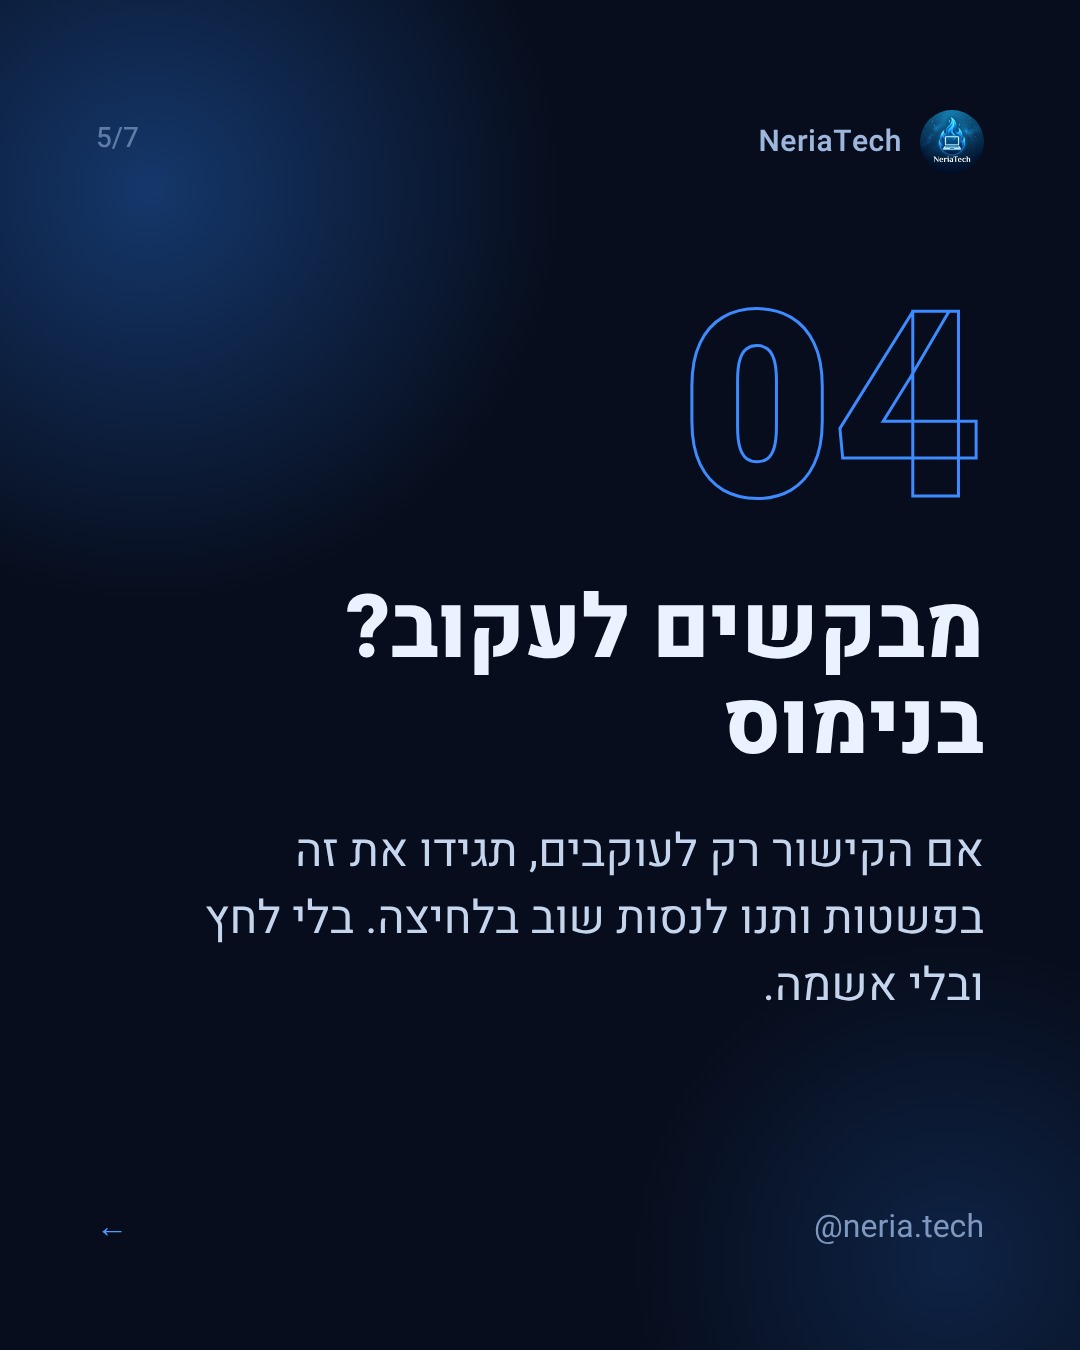 NeriaTech
NeriaTech
5/7
04
מבקשים לעקוב?
בנימוס
אם הקישור רק לעוקבים, תגידו את זה
בפשטות ותנו לנסות שוב בלחיצה. בלי לחץ
ובלי אשמה.
@neria.tech
←